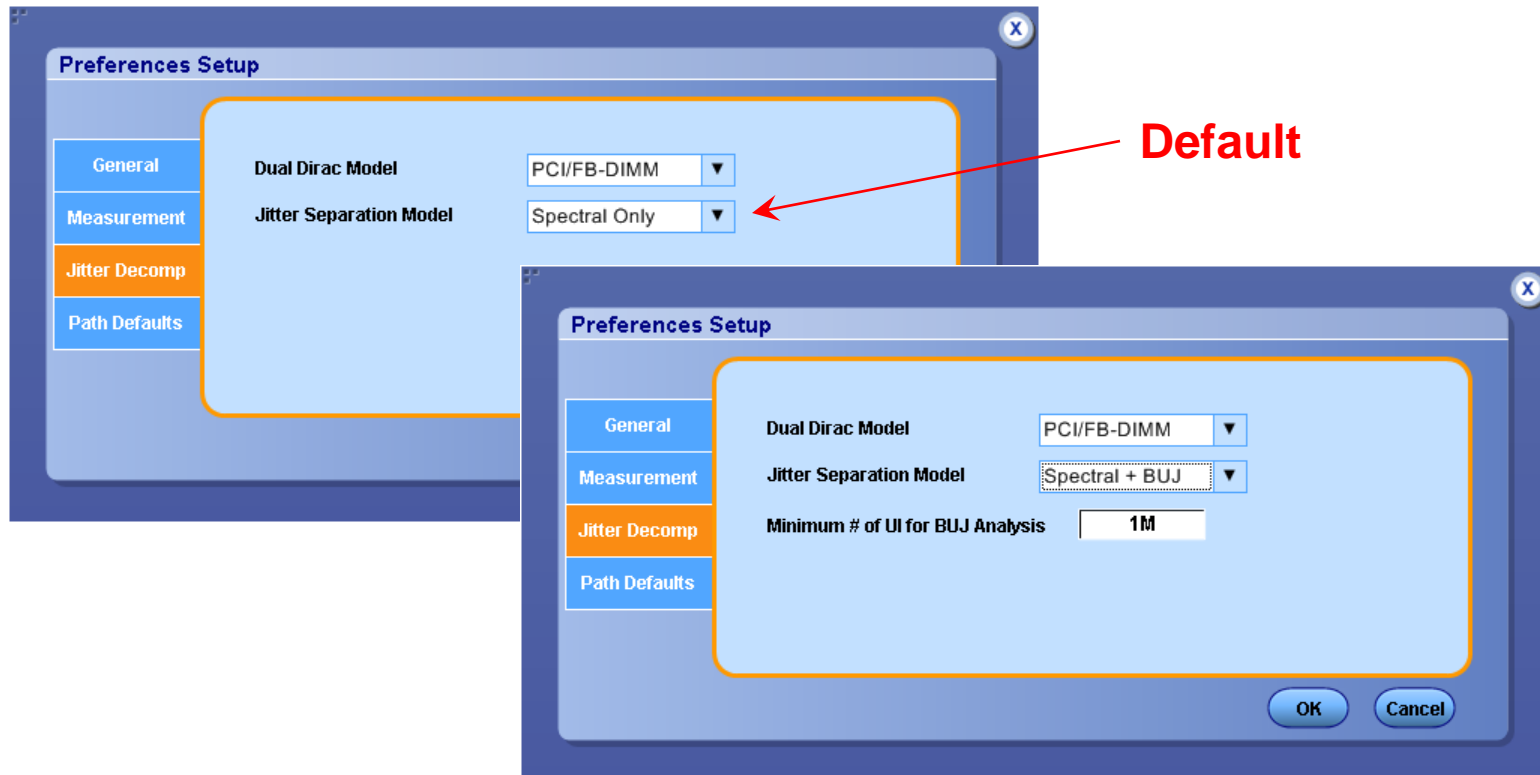 X
Preferences Setup
General
Measurement
Jitter Decomp
Path Defaults
Dual Dirac Model
PCI/FB-DIMM
Jitter Separation Model
Spectral Only
Default
X
Preferences Setup
General
Measurement
Jitter Decomp
Path Defaults
Dual Dirac Model
PCI/FB-DIMM
Jitter Separation Model
Spectral + BUJ
Minimum # of UI for BUJ Analysis
1M
OK
Cancel